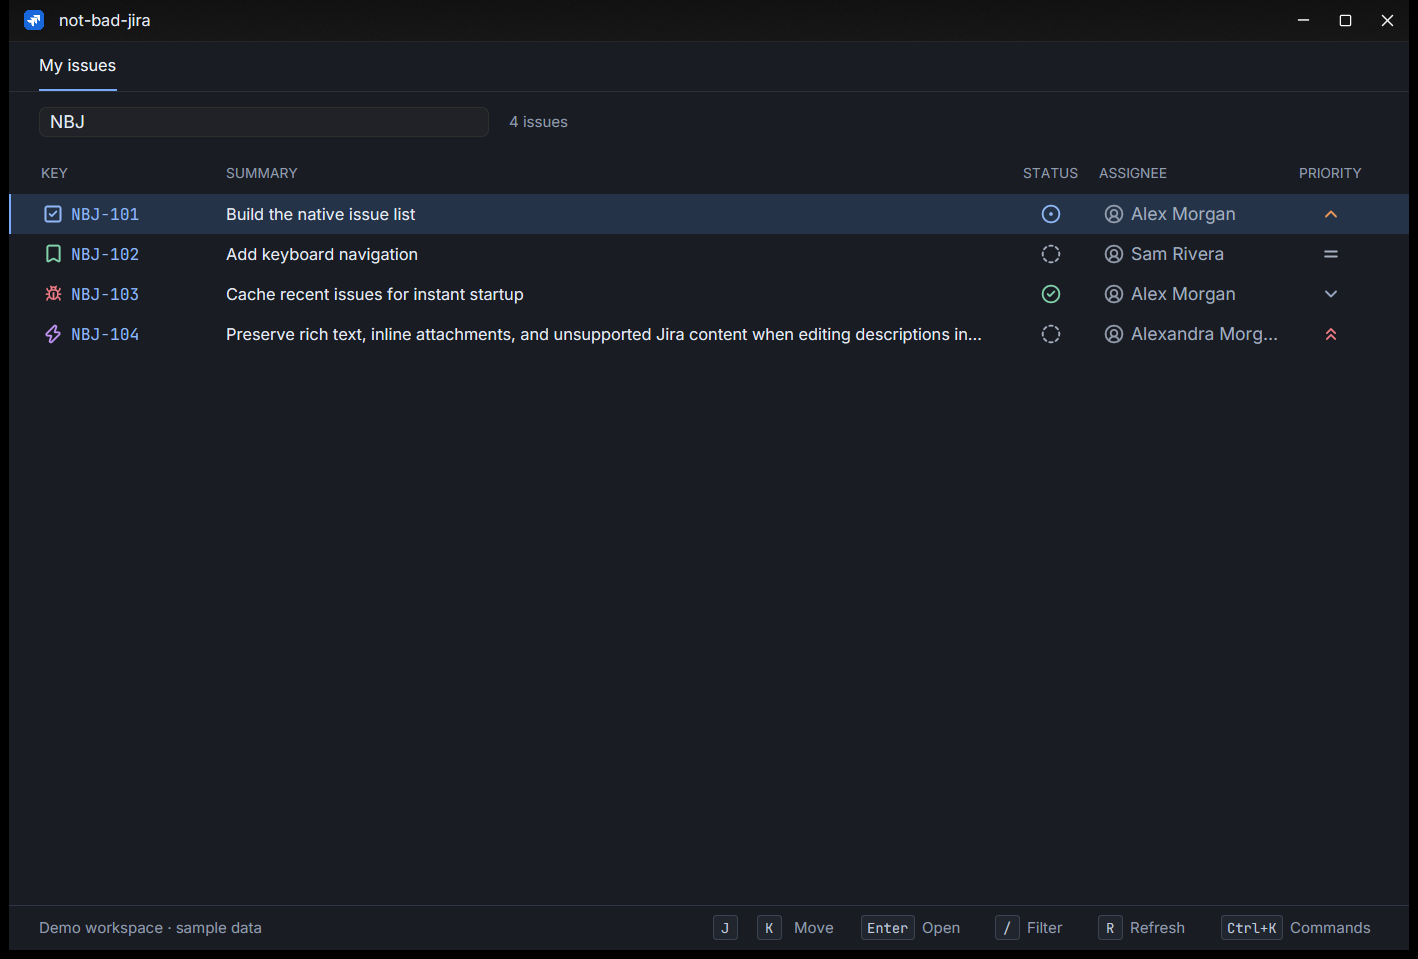 not-bad-jira
My issues
NBJ
4 issues
KEY SUMMARY STATUS ASSIGNEE PRIORITY
NBJ-101 Build the native issue list Alex Morgan
NBJ-102 Add keyboard navigation Sam Rivera
NBJ-103 Cache recent issues for instant startup Alex Morgan
NBJ-104 Preserve rich text, inline attachments, and unsupported Jira content when editing descriptions in... Alexandra Morg...
Demo workspace · sample data J K Move Enter Open / Filter R Refresh Ctrl+K Commands